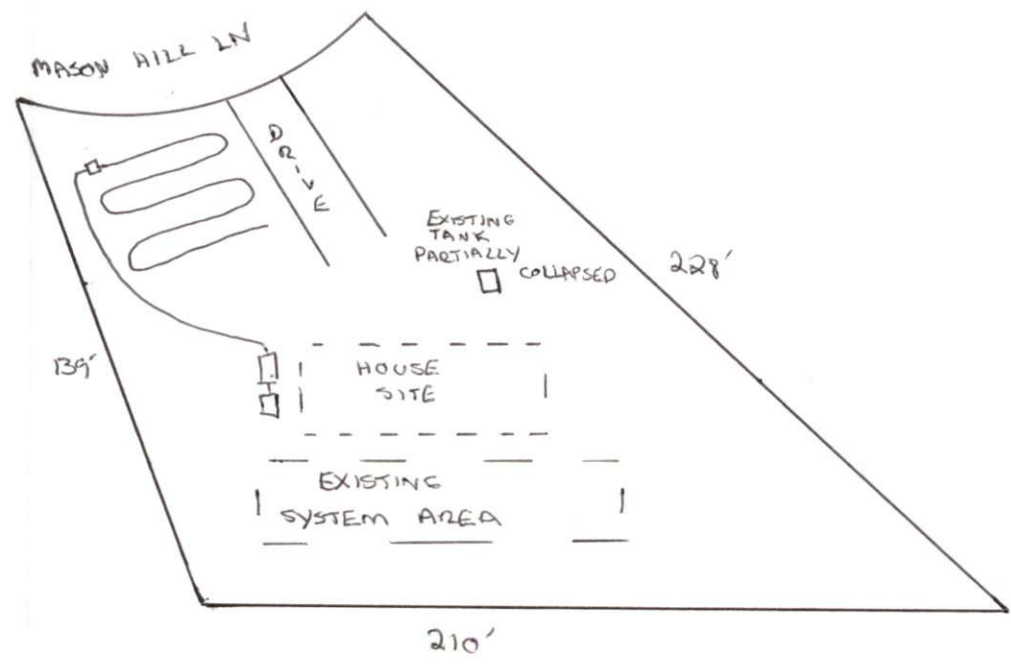 MASON HILL LN
DRIVE
EXISTING
TANK
PARTIALLY
COLLAPSED
228'
139'
HOUSE
SITE
EXISTING
SYSTEM AREA
210'